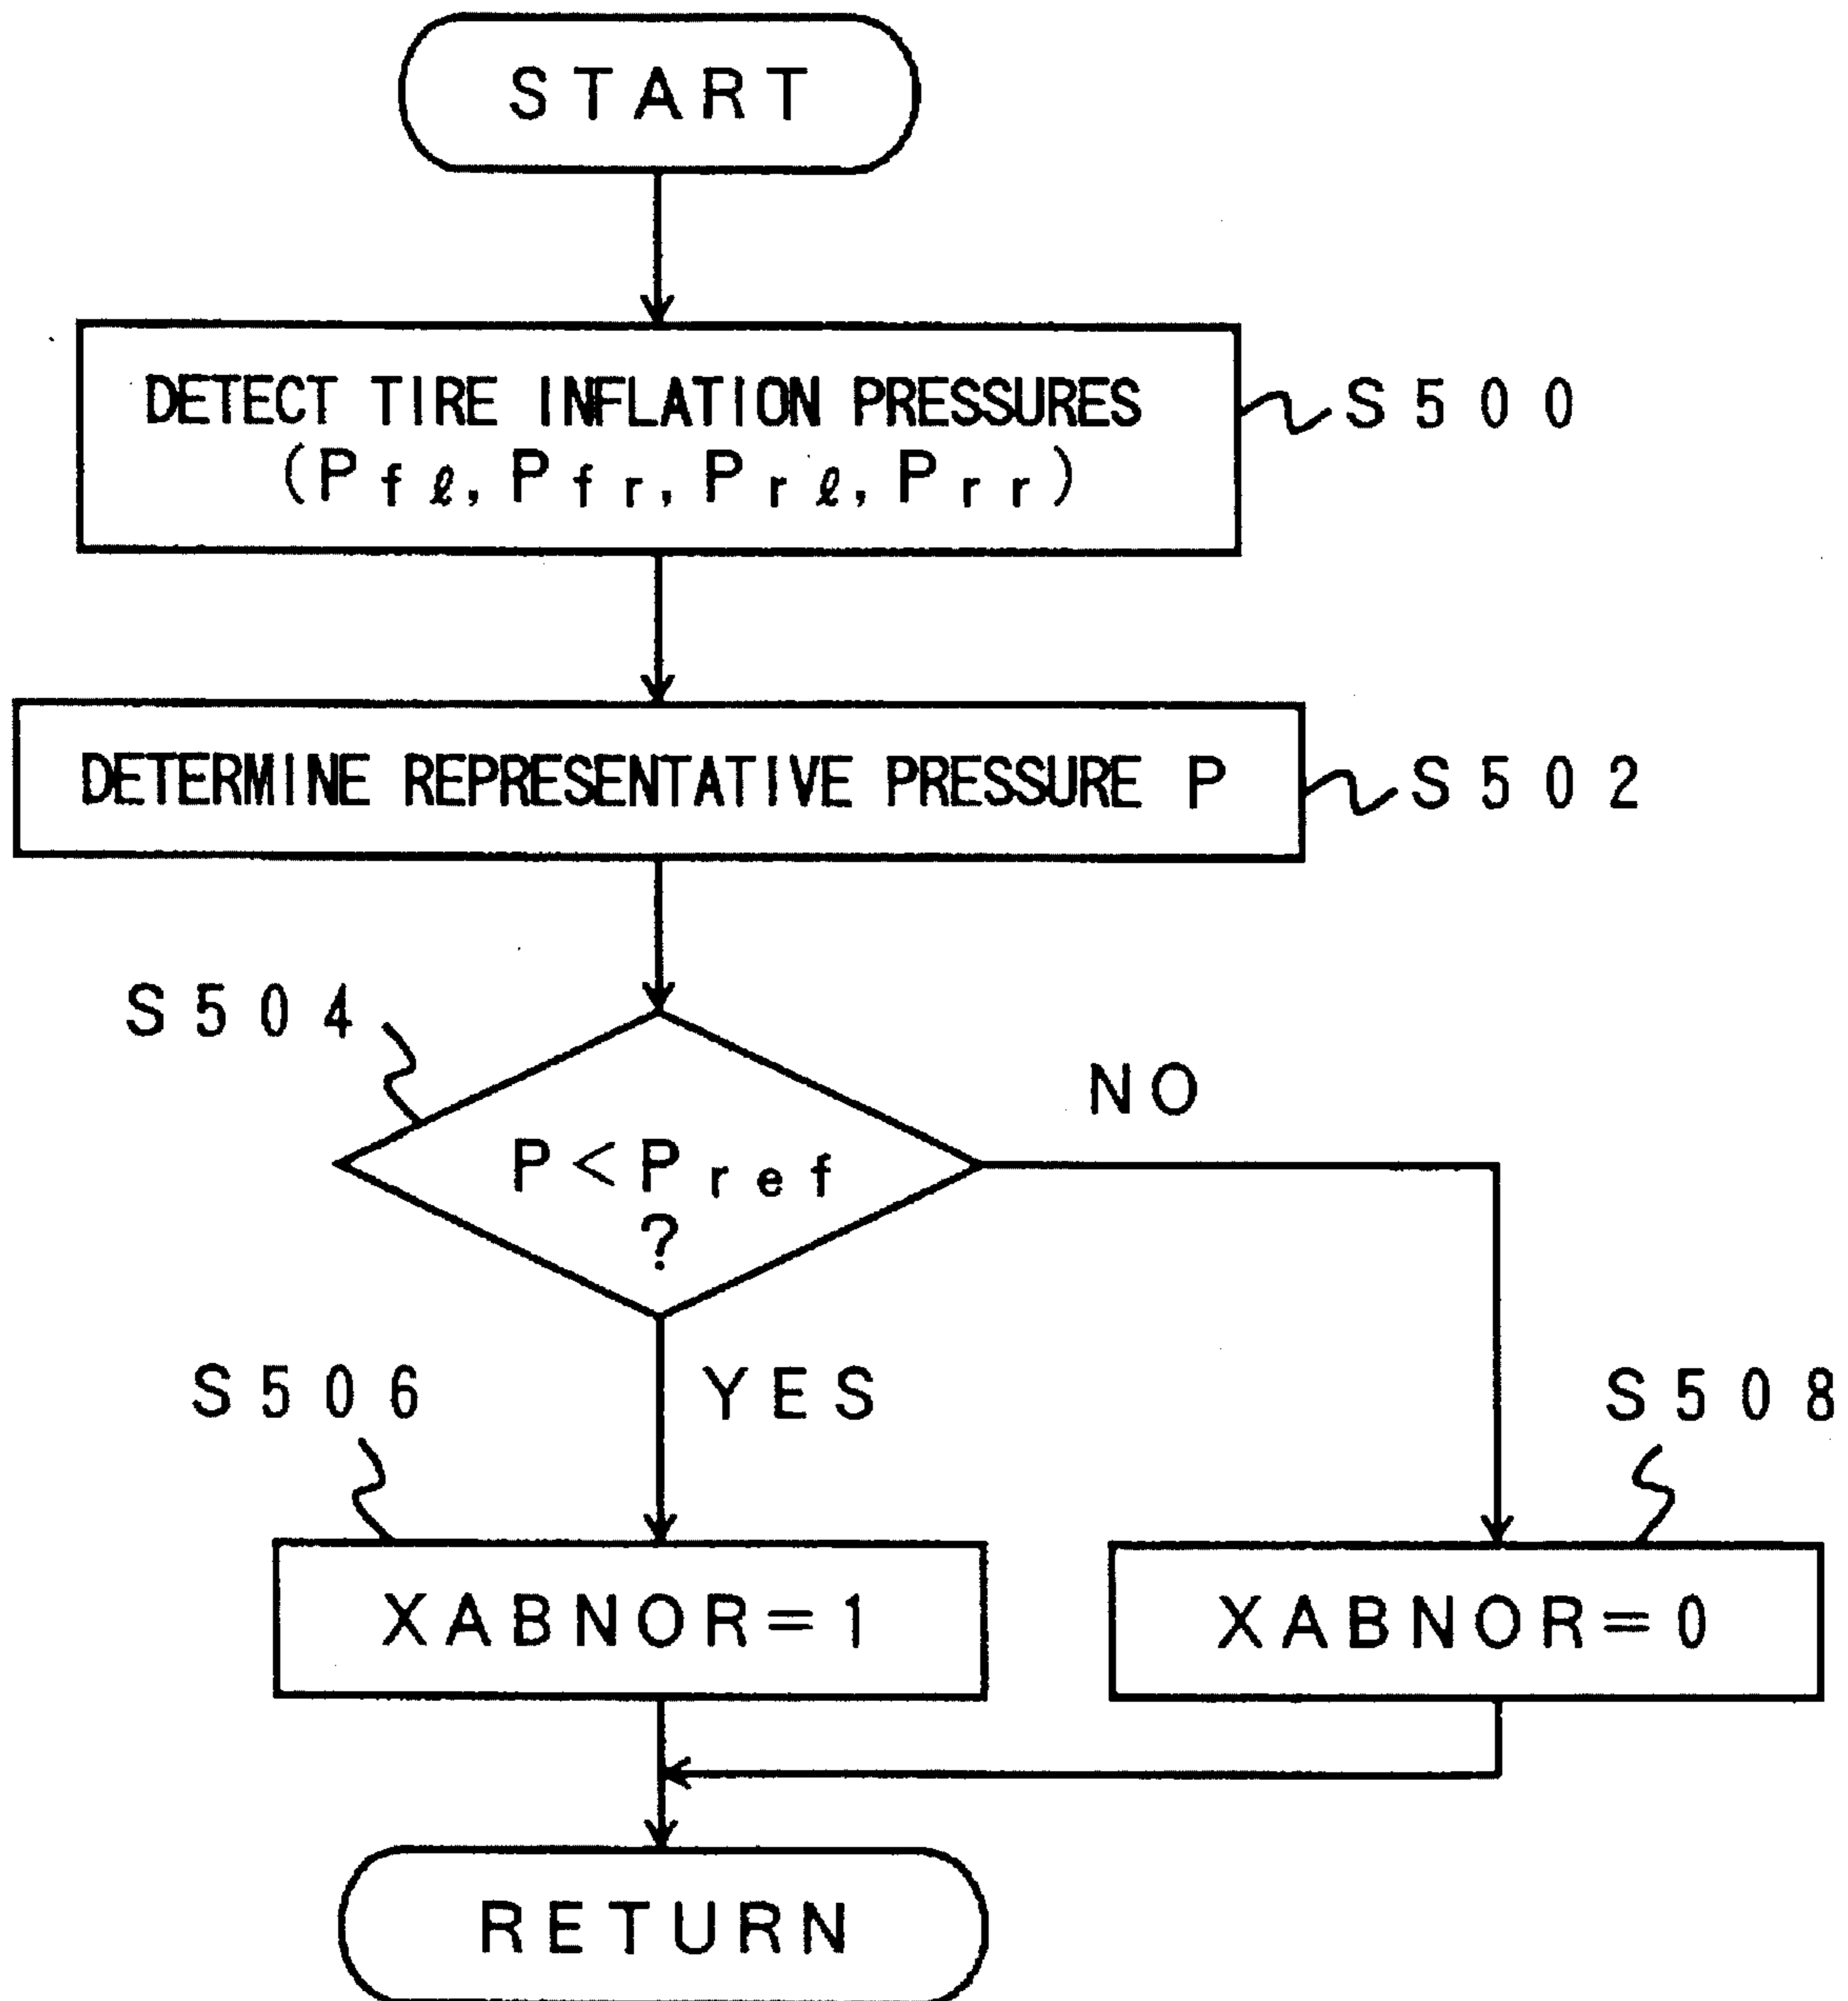 START
DETECT TIRE INFLATION PRESSURES
(Pfℓ, Pfr, Prℓ, Prr)
S500
DETERMINE REPRESENTATIVE PRESSURE P
S502
S504
NO
P<Pref
?
YES
S506
S508
XABNOR=1
XABNOR=0
RETURN